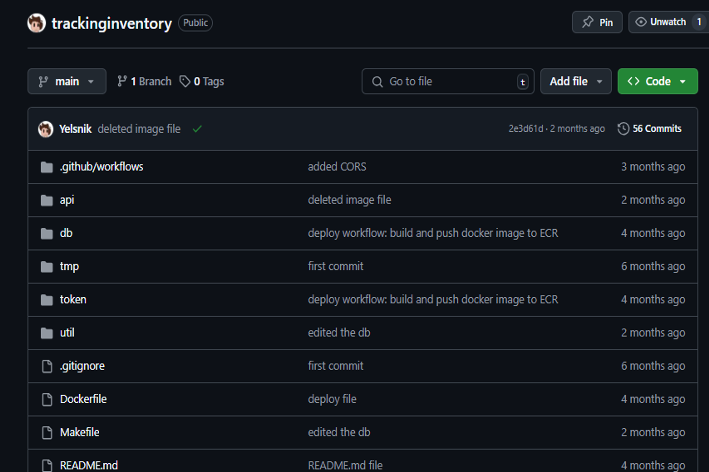 trackinginventory Public Pin Unwatch 1
main 1 Branch 0 Tags Go to file t Add file Code
Yelsnik deleted image file 2e3d61d · 2 months ago 56 Commits
.github/workflows added CORS 3 months ago
api deleted image file 2 months ago
db deploy workflow: build and push docker image to ECR 4 months ago
tmp first commit 6 months ago
token deploy workflow: build and push docker image to ECR 4 months ago
util edited the db 2 months ago
.gitignore first commit 6 months ago
Dockerfile deploy file 4 months ago
Makefile edited the db 2 months ago
README.md README.md file 4 months ago